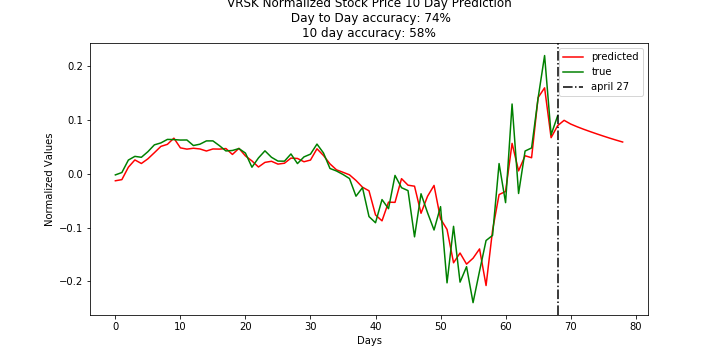 VRSK Normalized Stock Price 10 Day Prediction
Day to Day accuracy: 74%
10 day accuracy: 58%
predicted
true
april 27
0.2
0.1
0.0
−0.1
−0.2
Normalized Values
0 10 20 30 40 50 60 70 80
Days